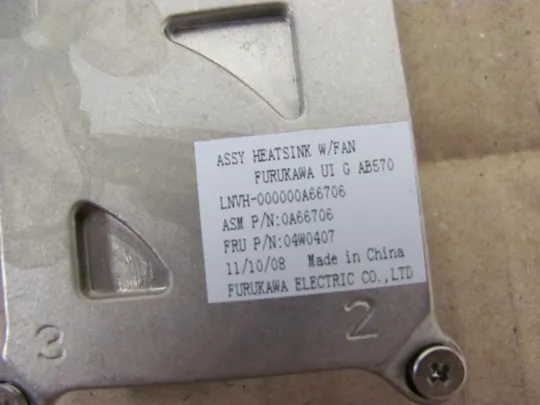 ASSY HEATSINK W/FAN
FURUKAWA UI G AB570
LNVH-000000A66706
ASM P/N:0A66706
FRU P/N:04W0407
11/10/08 Made in China
FURUKAWA ELECTRIC CO.,LTD
3 2